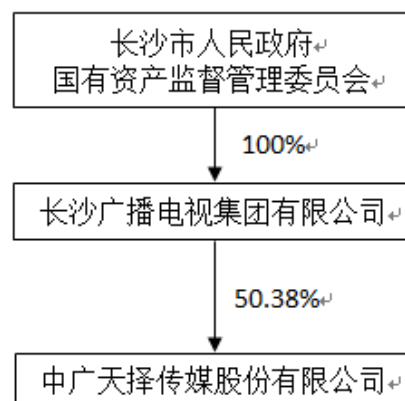 长沙市人民政府
国有资产监督管理委员会
100%
长沙广播电视集团有限公司
50.38%
中广天择传媒股份有限公司